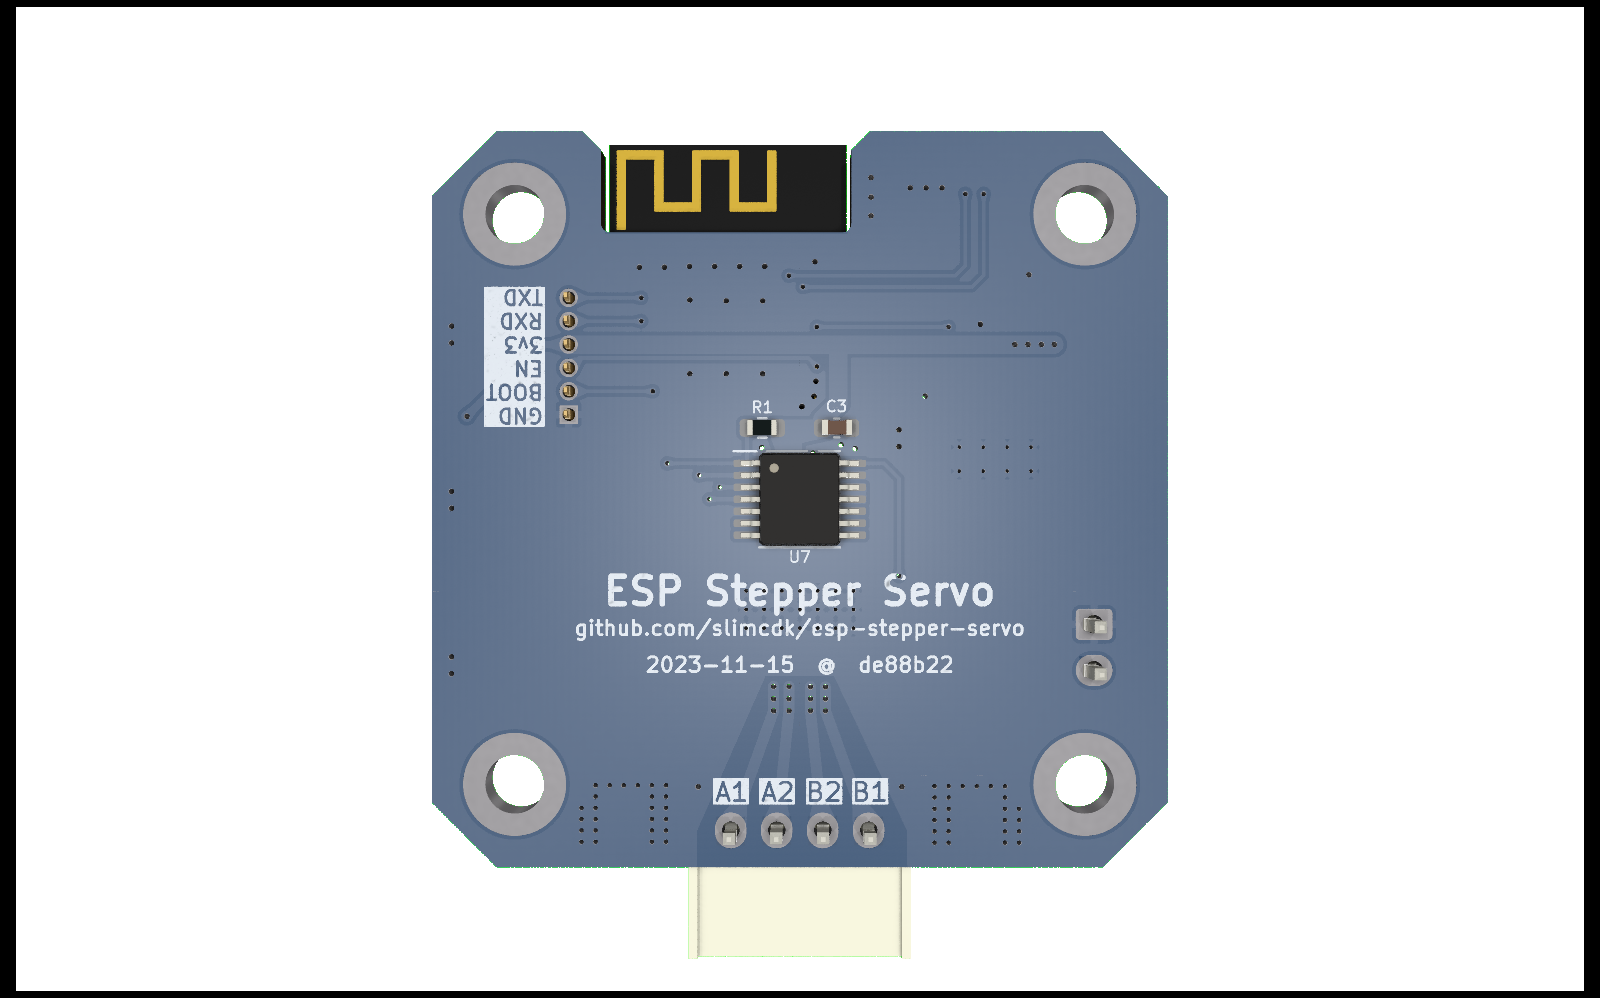 TXD
RXD
3v3
EN
BOOT
GND
R1 C3
U7
ESP Stepper Servo
github.com/slimcdk/esp-stepper-servo
2023-11-15 @ de88b22
A1 A2 B2 B1